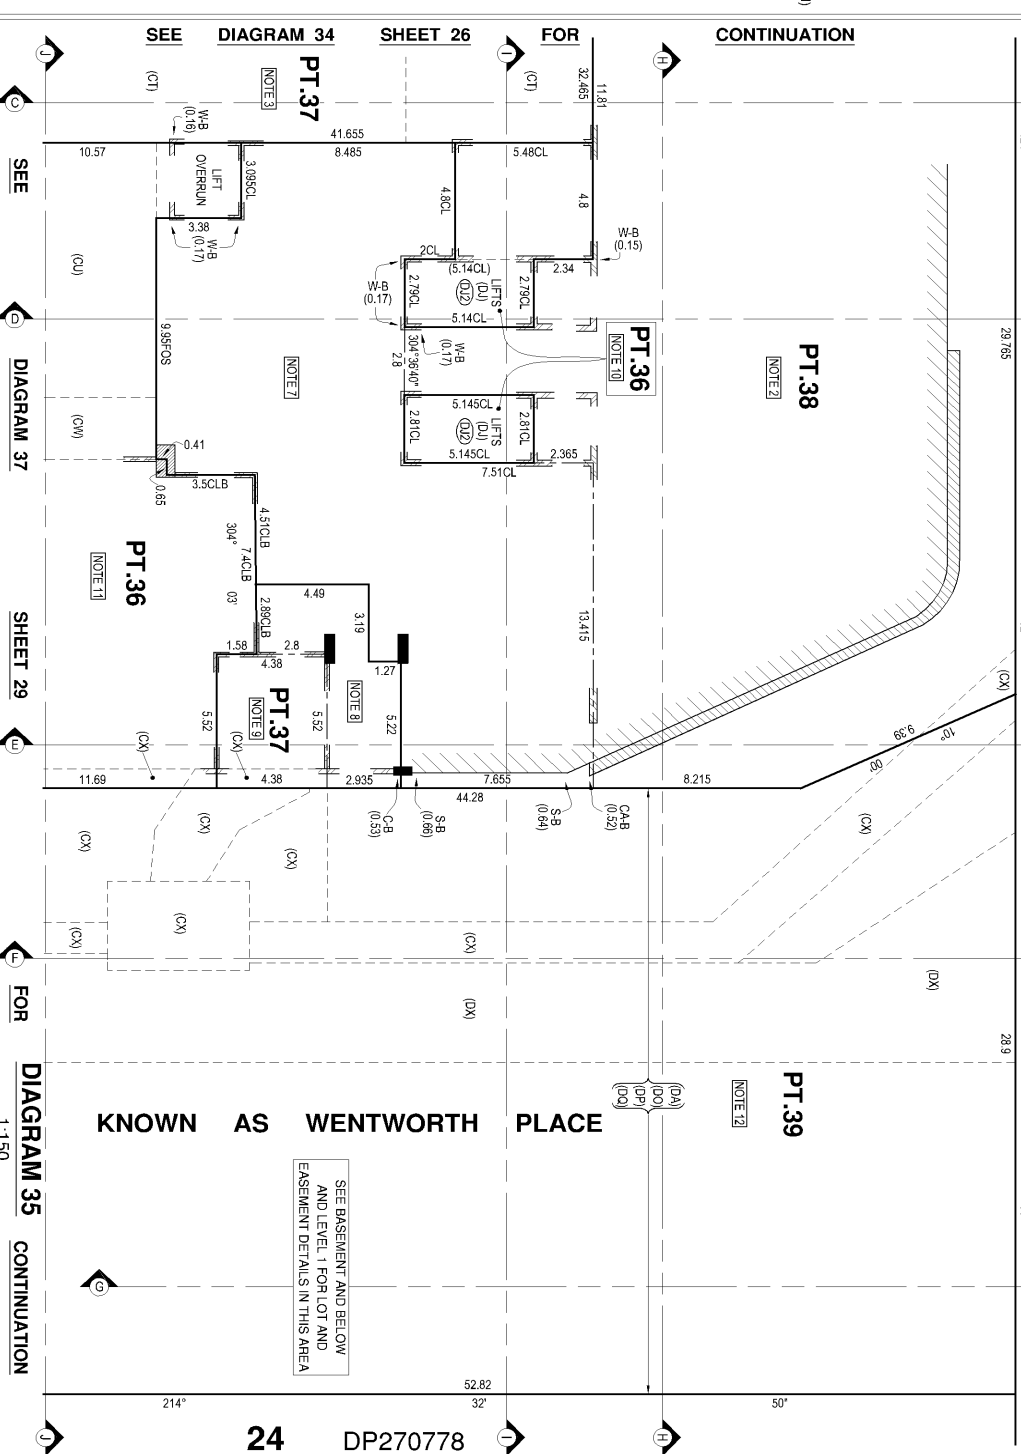 SEE DIAGRAM 34 SHEET 26 FOR CONTINUATION
J
I
H
(CT)
NOTE 3
PT.37
(CT)
32.465
11.81
C
W-B
(0.16)
41.655
10.57
8.485
5.48CL
SEE
LIFT
OVERRUN
3.095CL
4.8CL
4.8
3.38
W-B
(0.17)
W-B
(0.15)
(CU)
2CL
(5.14CL)
2.34
W-B
(0.17)
2.79CL
(DJ2)
(DJ)
LIFTS
2.79CL
D
5.14CL
29.765
9.95FOS
NOTE 7
304°36'40"
2.8
W-B
(0.17)
PT.36
NOTE 10
NOTE 2
PT.38
DIAGRAM 37
5.145CL
(CW)
2.81CL
(DJ2)
(DJ)
LIFTS
2.81CL
0.41
5.145CL
2.365
7.51CL
0.65
3.5CLB
4.51CLB
304°
7.4CLB
03'
2.89CLB
PT.36
NOTE 11
4.49
3.19
13.415
SHEET 29
1.58
2.8
4.38
1.27
(CX)
PT.37
NOTE 9
NOTE 8
5.52
5.52
5.22
9.39
10°
00'
E
(CX)
(CX)
11.69
4.38
2.935
7.655
8.215
44.28
C-B
(0.53)
S-B
(0.66)
S-B
(0.64)
CA-B
(0.52)
(CX)
(CX)
(CX)
(CX)
(CX)
(CX)
(CX)
F
FOR
(DX)
(DX)
28.9
DIAGRAM 35
1:150
(DA)
(DO)
(DP)
(DQ)
NOTE 12
PT.39
KNOWN AS WENTWORTH PLACE
SEE BASEMENT AND BELOW
AND LEVEL 1 FOR LOT AND
EASEMENT DETAILS IN THIS AREA
CONTINUATION
G
52.82
214° 32' 50"
J
24
DP270778
I
H